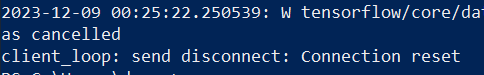 2023-12-09 00:25:22.250539: W tensorflow/core/da
as cancelled
client_loop: send disconnect: Connection reset